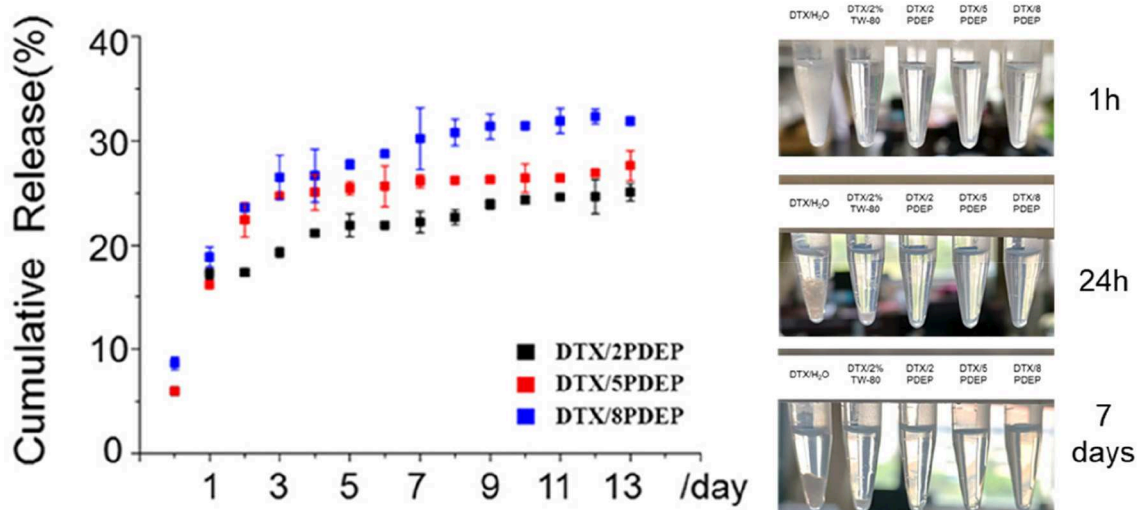 Cumulative Release(%)
40
30
20
10
0
1 3 5 7 9 11 13 /day
DTX/2PDEP
DTX/5PDEP
DTX/8PDEP
DTX/H₂O DTX/2% TW-80 DTX/2 PDEP DTX/5 PDEP DTX/8 PDEP
1h
DTX/H₂O DTX/2% TW-80 DTX/2 PDEP DTX/5 PDEP DTX/8 PDEP
24h
DTX/H₂O DTX/2% TW-80 DTX/2 PDEP DTX/5 PDEP DTX/8 PDEP
7
days